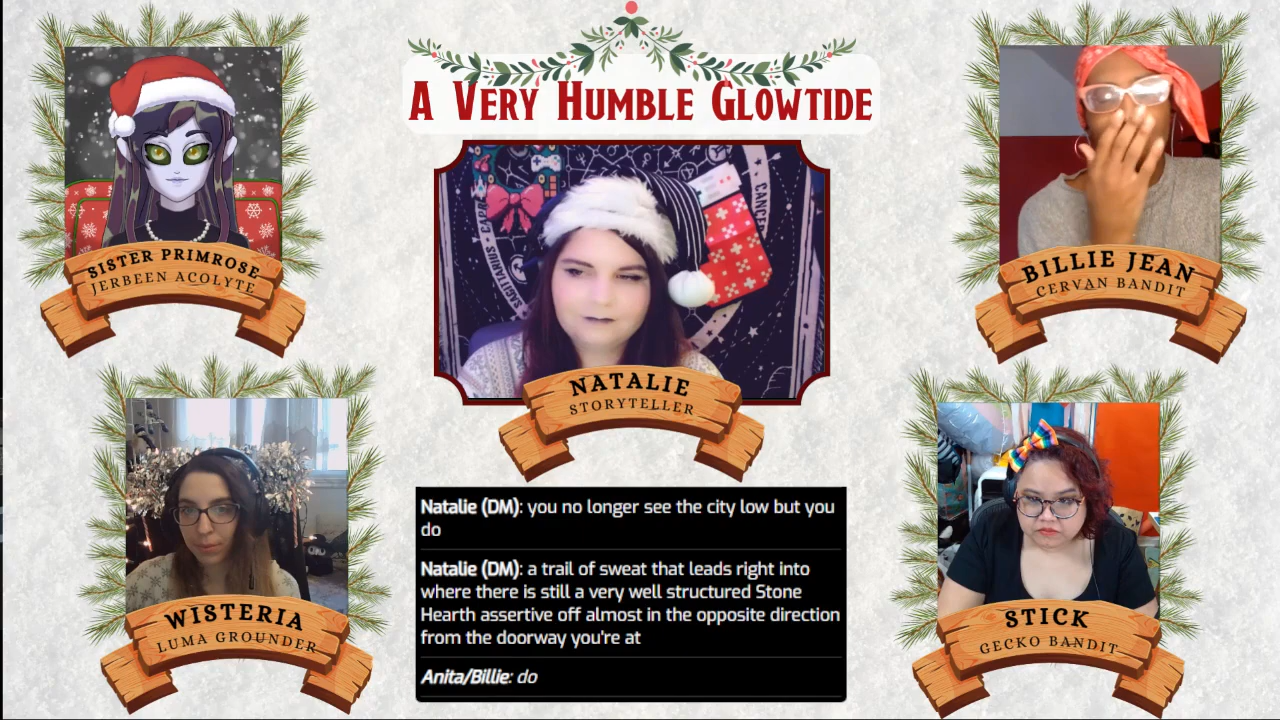 A VERY HUMBLE GLOWTIDE
SISTER PRIMROSE
JERBEEN ACOLYTE
BILLIE JEAN
CERVAN BANDIT
CANCE
SAGITTARIUS
CAPR
NATALIE
STORYTELLER
WISTERIA
LUMA GROUNDER
STICK
GECKO BANDIT
Natalie (DM): you no longer see the city low but you
do
Natalie (DM): a trail of sweat that leads right into
where there is still a very well structured Stone
Hearth assertive off almost in the opposite direction
from the doorway you're at
Anita/Billie: do